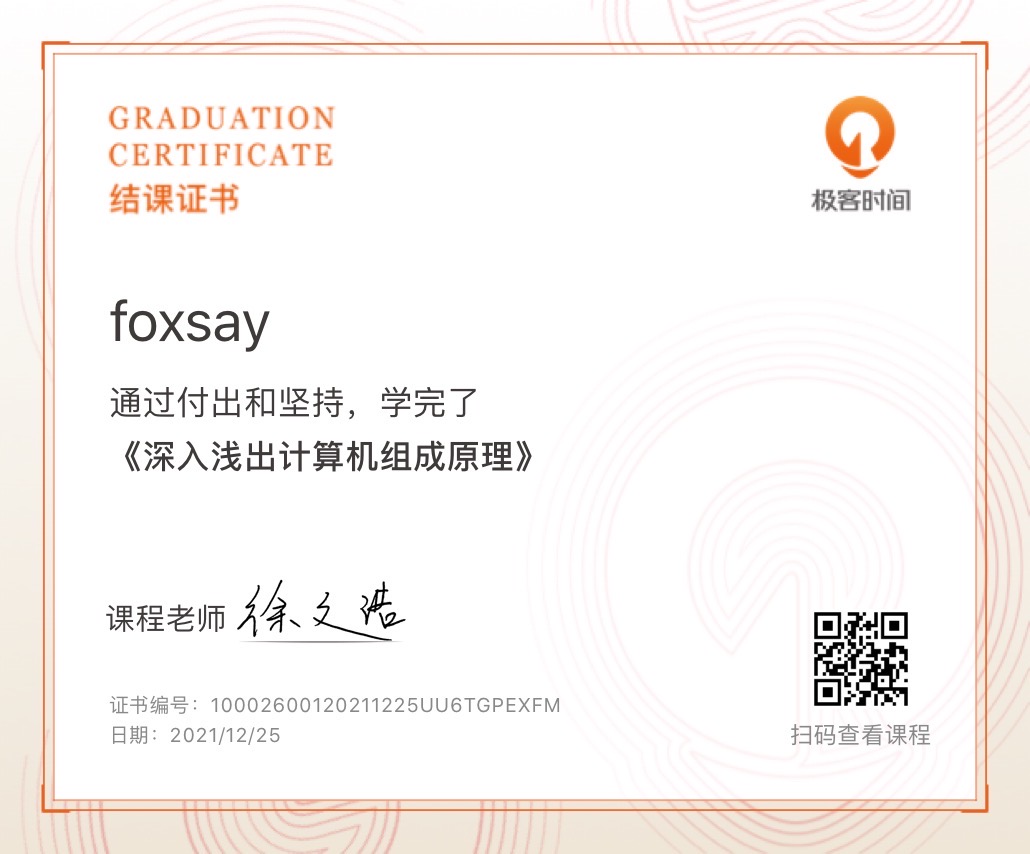 GRADUATION
CERTIFICATE
结课证书
极客时间
foxsay
通过付出和坚持，学完了
《深入浅出计算机组成原理》
课程老师 徐文浩
证书编号：10002600120211225UU6TGPEXFM
日期：2021/12/25
扫码查看课程